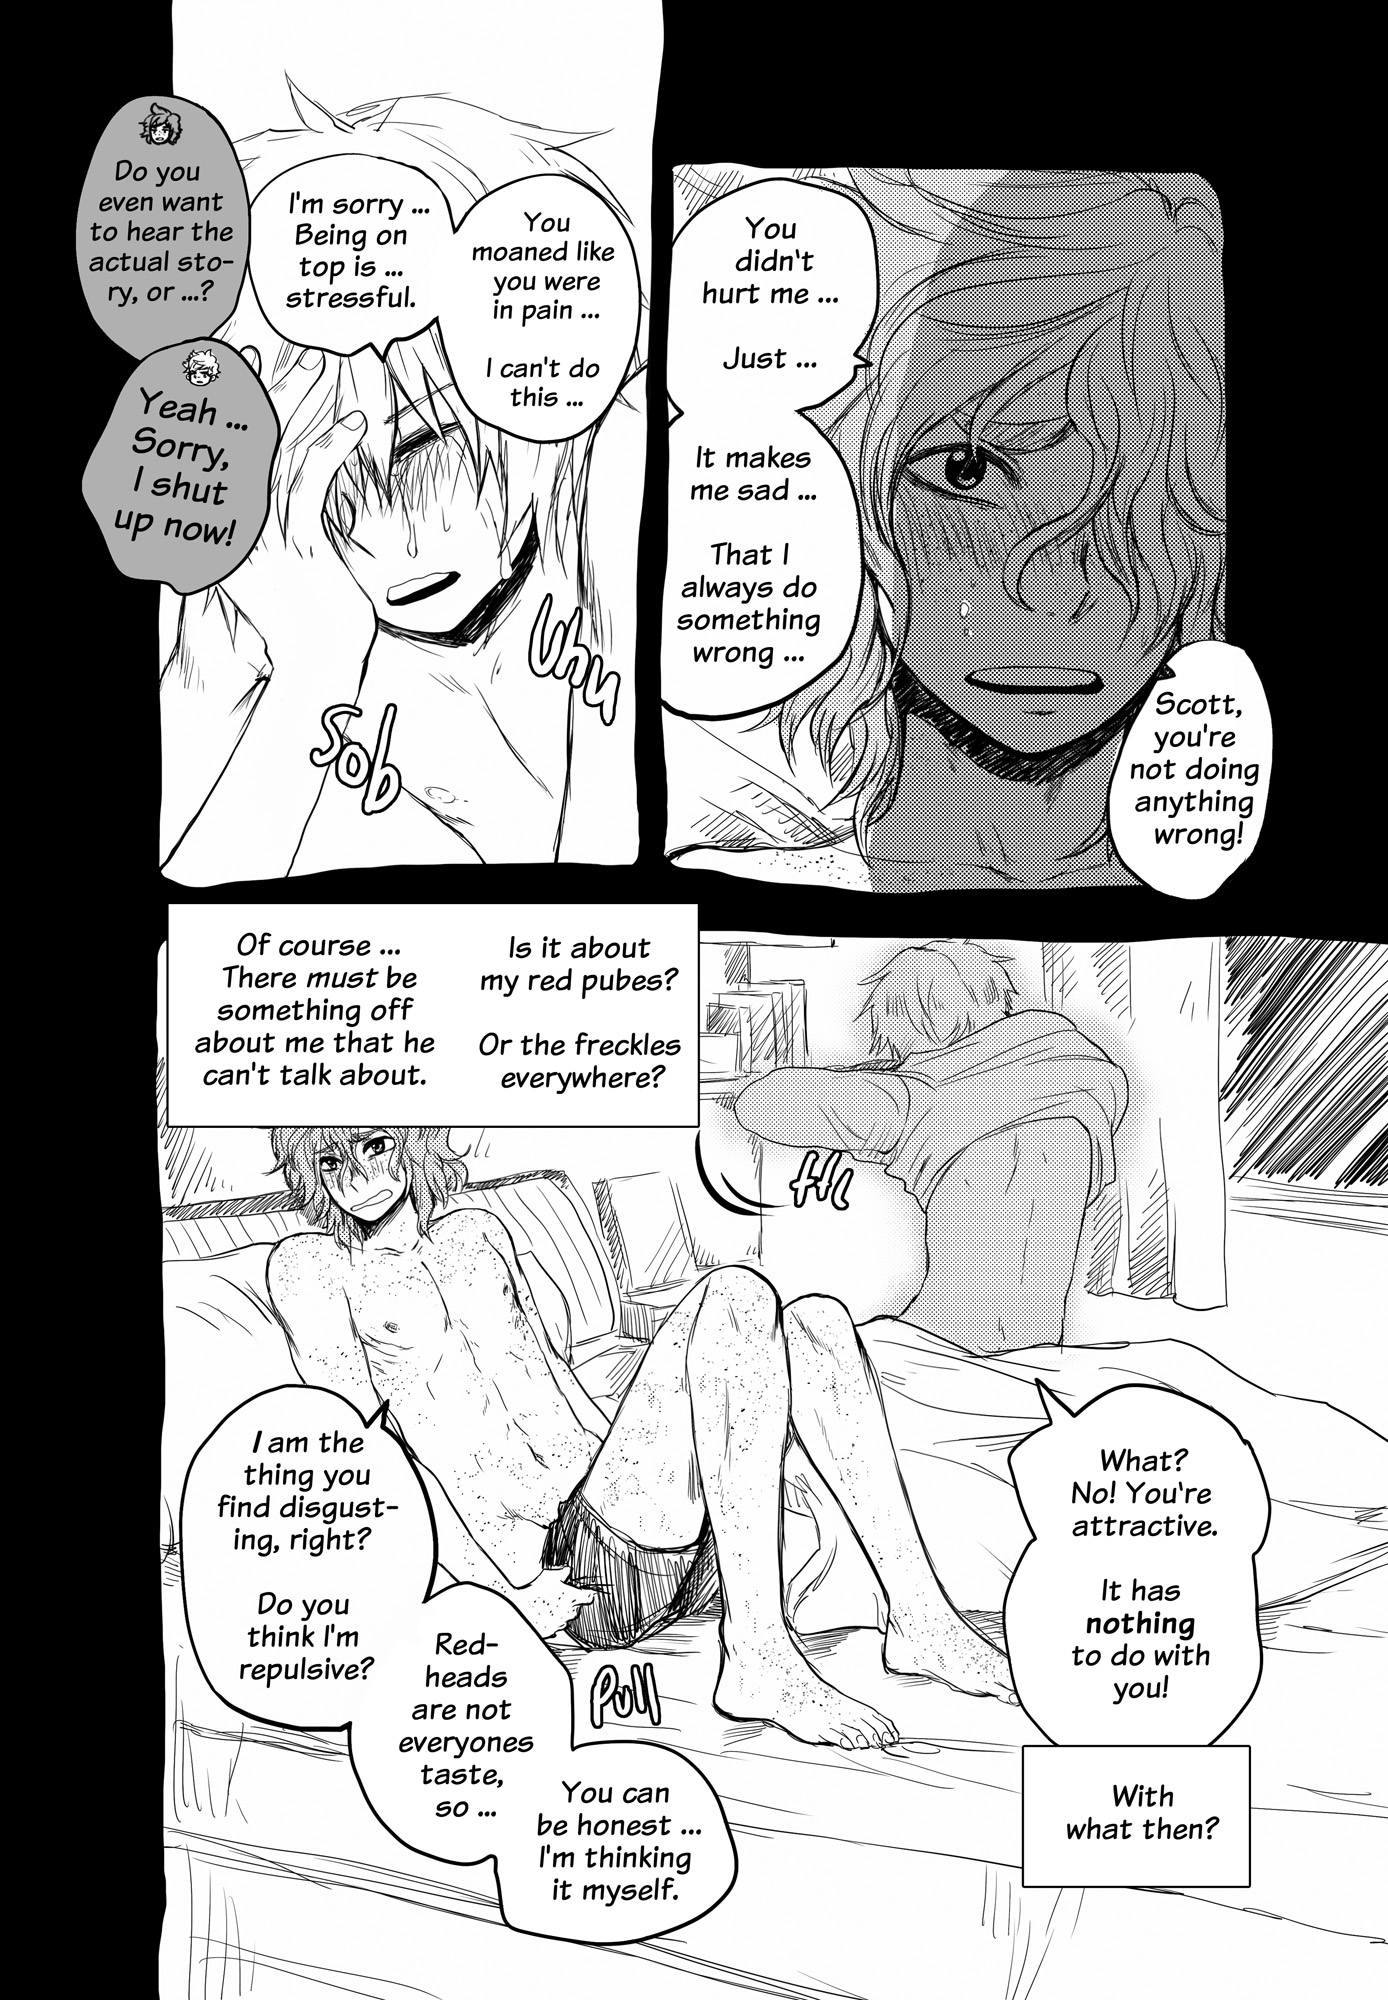 Do you
even want
to hear the
actual sto-
ry, or ...?
Yeah ...
Sorry,
I shut
up now!
I'm sorry ...
Being on
top is ...
stressful.
You
moaned like
you were
in pain ...
I can't do
this ...
Uhu
Sob
You
didn't
hurt me ...
Just ...
It makes
me sad ...
That I
always do
something
wrong ...
Scott,
you're
not doing
anything
wrong!
Of course ...
There must be
something off
about me that he
can't talk about.
Is it about
my red pubes?
Or the freckles
everywhere?
I am the
thing you
find disgust-
ing, right?
Do you
think I'm
repulsive?
Red-
heads
are not
everyones
taste,
so ...
You can
be honest ...
I'm thinking
it myself.
Pull
What?
No! You're
attractive.
It has
nothing
to do with
you!
With
what then?